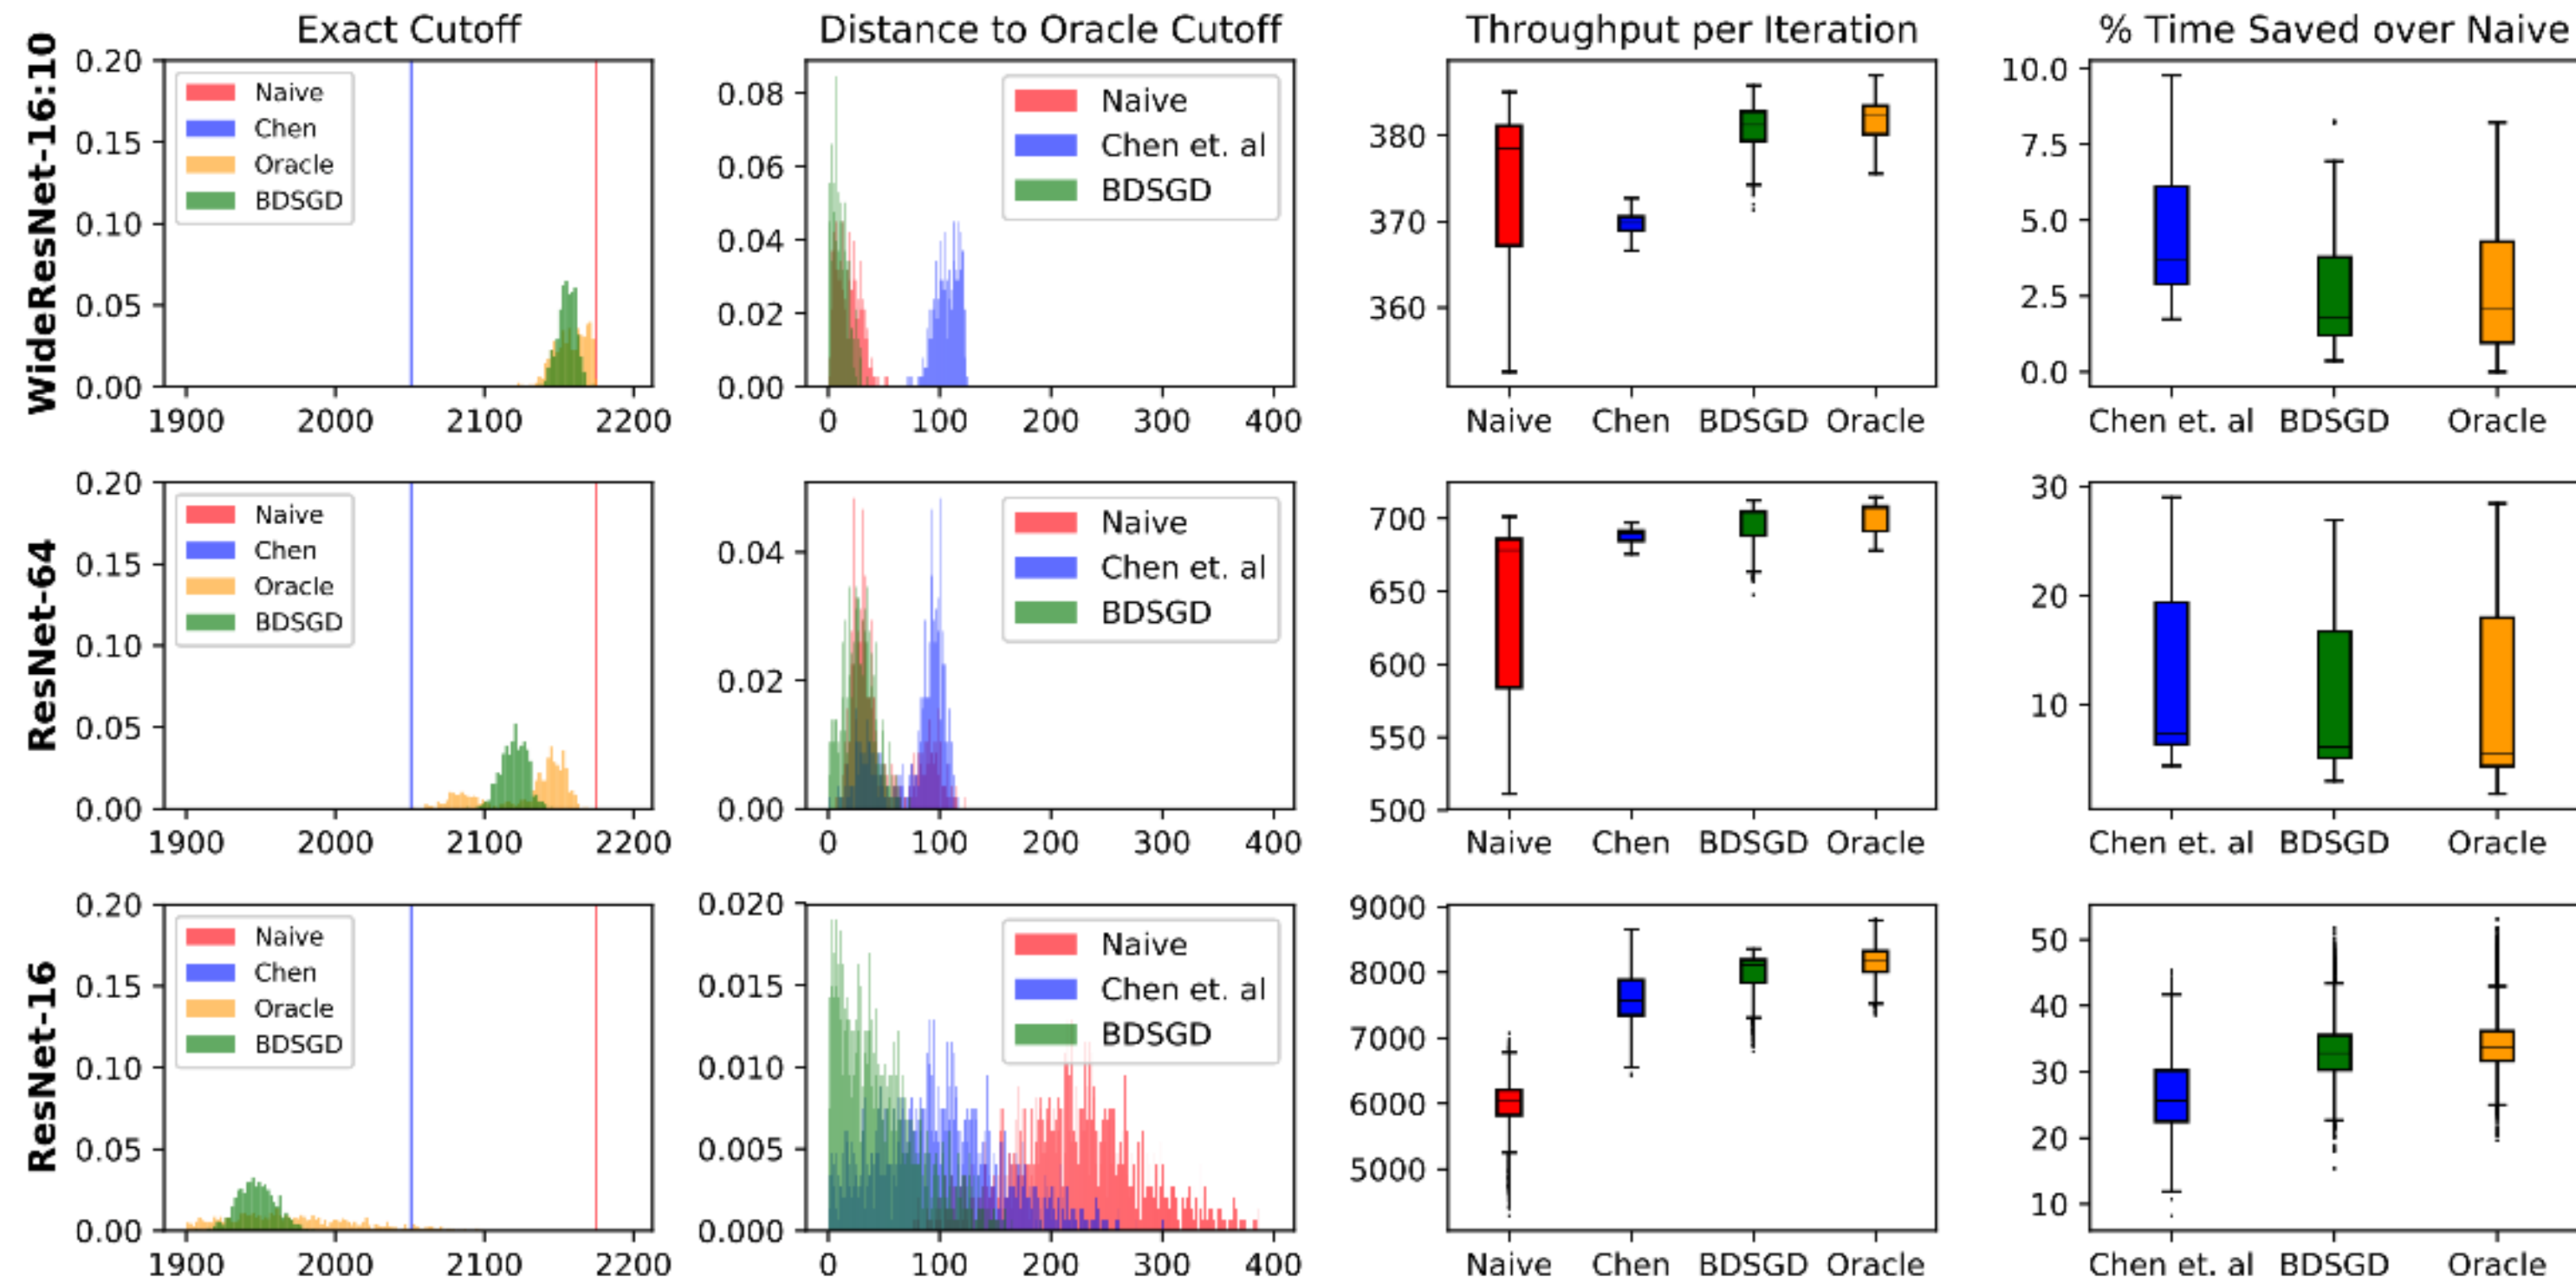 Exact Cutoff
Distance to Oracle Cutoff
Throughput per Iteration
% Time Saved over Naive
WideResNet-16:10
0.20
0.15
0.10
0.05
0.00
Naive
Chen
Oracle
BDSGD
1900 2000 2100 2200
0.08
0.06
0.04
0.02
0.00
Naive
Chen et. al
BDSGD
0 100 200 300 400
380
370
360
Naive Chen BDSGD Oracle
10.0
7.5
5.0
2.5
0.0
Chen et. al BDSGD Oracle
ResNet-64
0.20
0.15
0.10
0.05
0.00
Naive
Chen
Oracle
BDSGD
1900 2000 2100 2200
0.04
0.02
0.00
Naive
Chen et. al
BDSGD
0 100 200 300 400
700
650
600
550
500
Naive Chen BDSGD Oracle
30
20
10
Chen et. al BDSGD Oracle
ResNet-16
0.20
0.15
0.10
0.05
0.00
Naive
Chen
Oracle
BDSGD
1900 2000 2100 2200
0.020
0.015
0.010
0.005
0.000
Naive
Chen et. al
BDSGD
0 100 200 300 400
9000
8000
7000
6000
5000
Naive Chen BDSGD Oracle
50
40
30
20
10
Chen et. al BDSGD Oracle